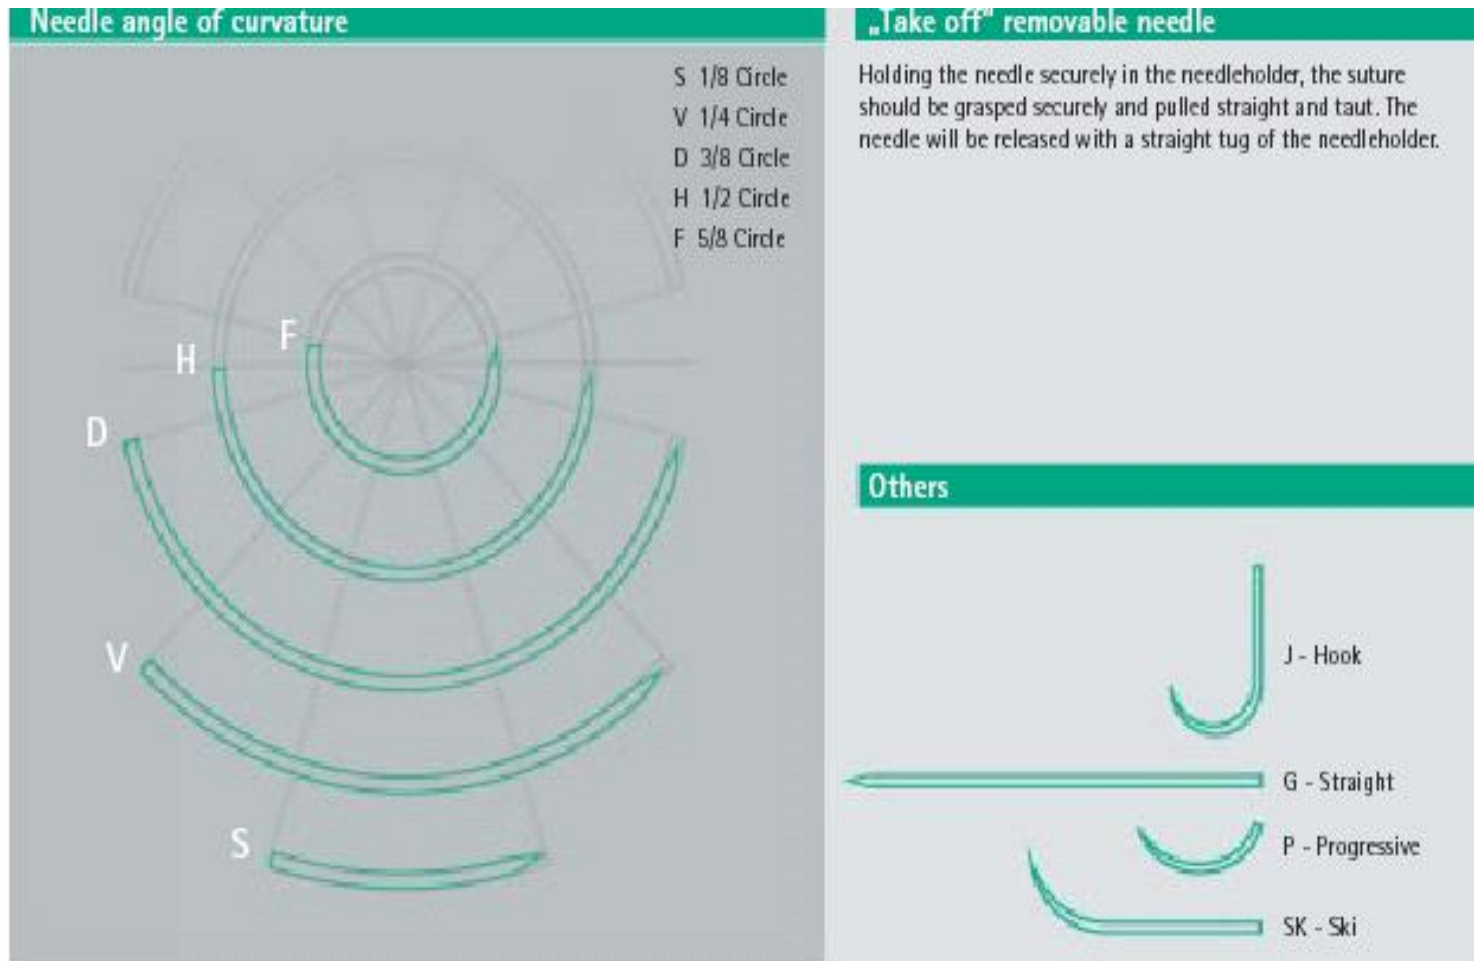 Needle angle of curvature
S 1/8 Circle
V 1/4 Circle
D 3/8 Circle
H 1/2 Circle
F 5/8 Circle
F
H
D
V
S
„Take off“ removable needle
Holding the needle securely in the needleholder, the suture
should be grasped securely and pulled straight and taut. The
needle will be released with a straight tug of the needleholder.
Others
J - Hook
G - Straight
P - Progressive
SK - Ski